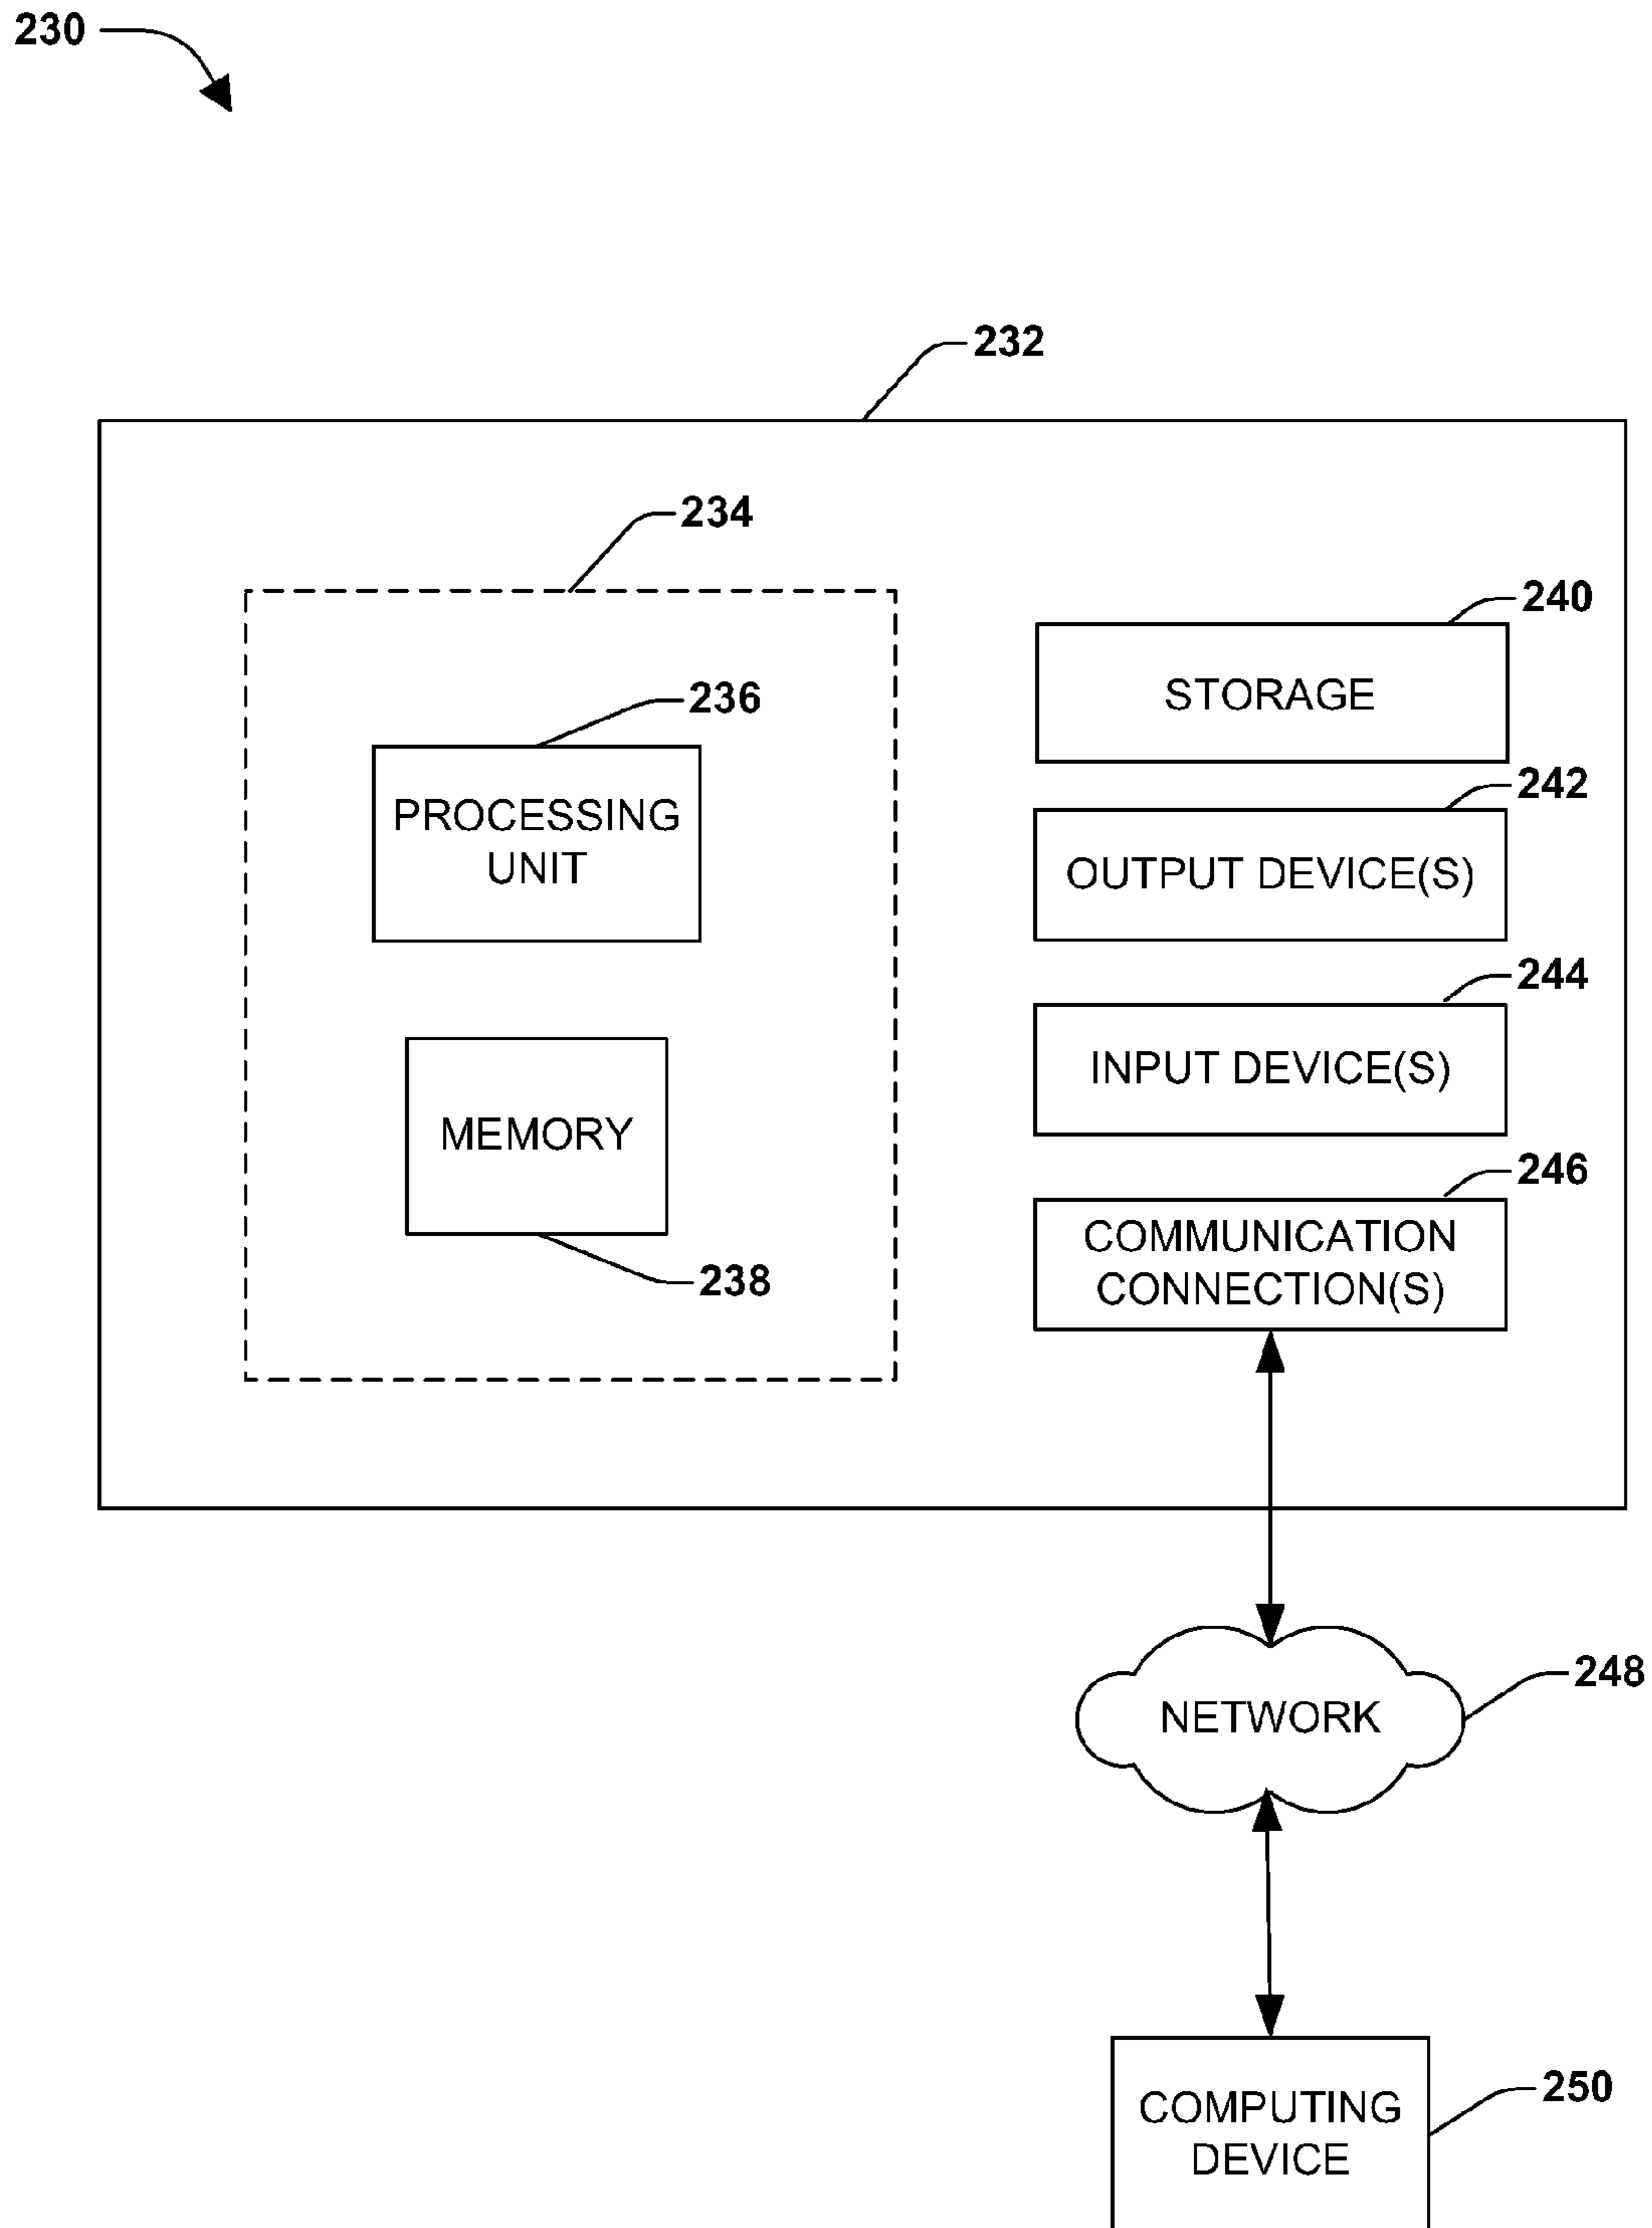 230
232
234
240
STORAGE
236
PROCESSING
UNIT
242
OUTPUT DEVICE(S)
244
INPUT DEVICE(S)
MEMORY
238
246
COMMUNICATION
CONNECTION(S)
NETWORK
248
COMPUTING
DEVICE
250